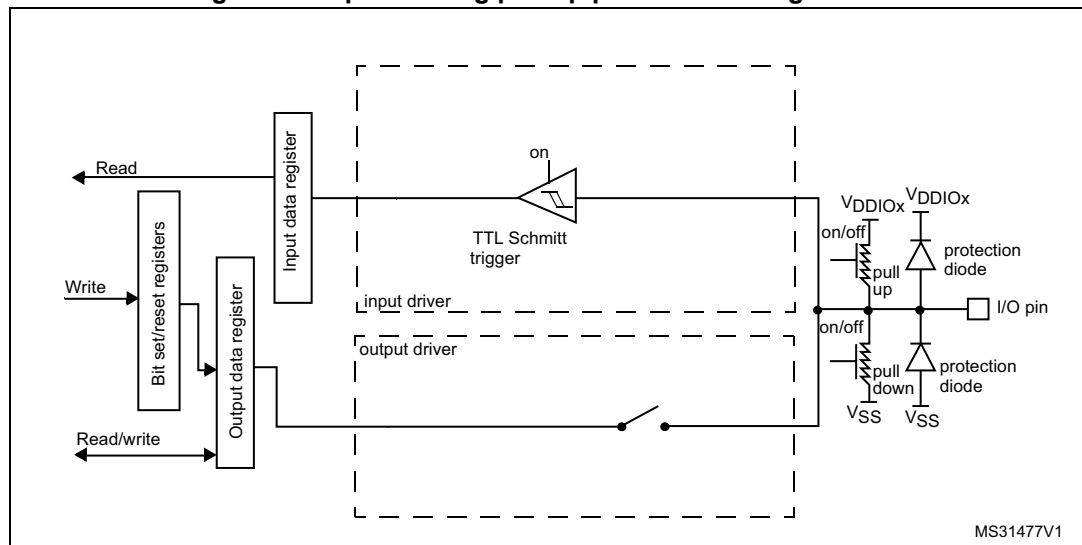 Read
Bit set/reset registers
Write
Read/write
Input data register
Output data register
on
TTL Schmitt
trigger
input driver
output driver
VDDIOx
VDDIOx
on/off
pull
up
protection
diode
I/O pin
on/off
pull
down
protection
diode
VSS
VSS
MS31477V1